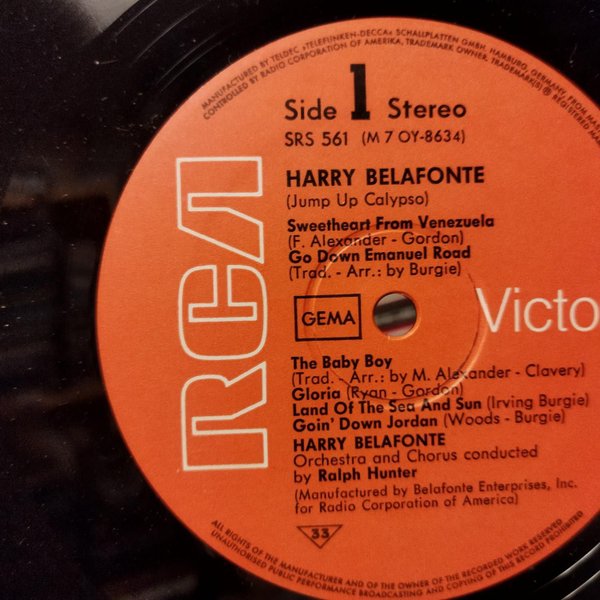 MANUFACTURED BY TELDEC »TELEFUNKEN-DECCA« SCHALLPLATTEN GMBH, HAMBURG, GERMANY, FROM
CONTROLLED BY RADIO CORPORATION OF AMERICA, TRADEMARK OWNER. TRADEMARK(S) ® REGISTERED
Side 1 Stereo
SRS 561 (M 7 OY-8634)
HARRY BELAFONTE
(Jump Up Calypso)
Sweetheart From Venezuela
(F. Alexander - Gordon)
Go Down Emanuel Road
(Trad. - Arr.: by Burgie)
RCA
GEMA
Victo
The Baby Boy
(Trad. - Arr.: by M. Alexander - Clavery)
Gloria (Ryan - Gordon)
Land Of The Sea And Sun (Irving Burgie)
Goin' Down Jordan (Woods - Burgie)
HARRY BELAFONTE
Orchestra and Chorus conducted
by Ralph Hunter
(Manufactured by Belafonte Enterprises, Inc.
for Radio Corporation of America)
33
ALL RIGHTS OF THE MANUFACTURER AND OF THE OWNER OF THE RECORDED WORK RESERVED
UNAUTHORISED PUBLIC PERFORMANCE BROADCASTING AND COPYING OF THIS RECORD PROHIBITED